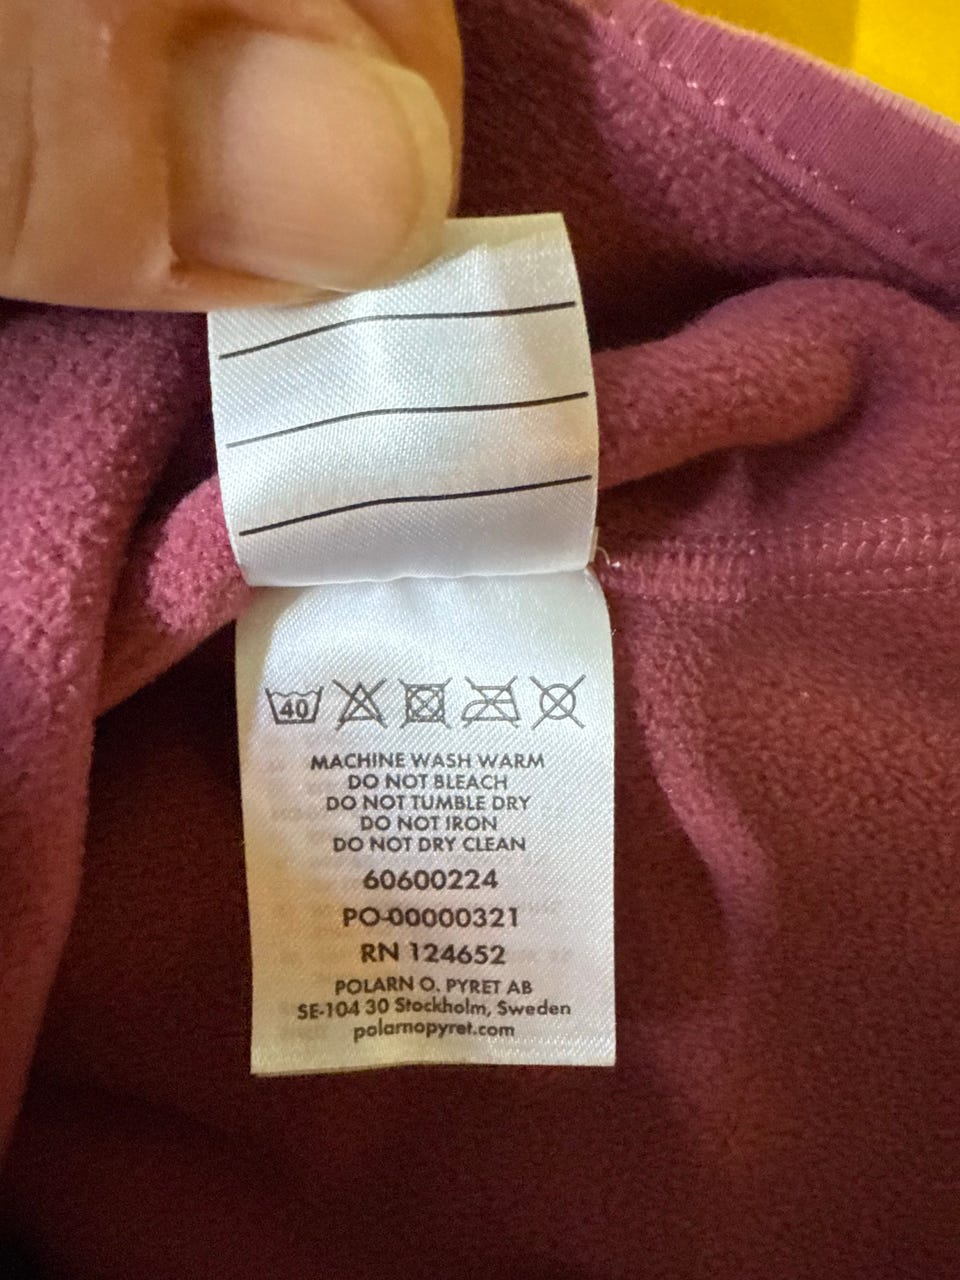 40
MACHINE WASH WARM
DO NOT BLEACH
DO NOT TUMBLE DRY
DO NOT IRON
DO NOT DRY CLEAN
60600224
PO-00000321
RN 124652
POLARN O. PYRET AB
SE-104 30 Stockholm, Sweden
polarnopyret.com